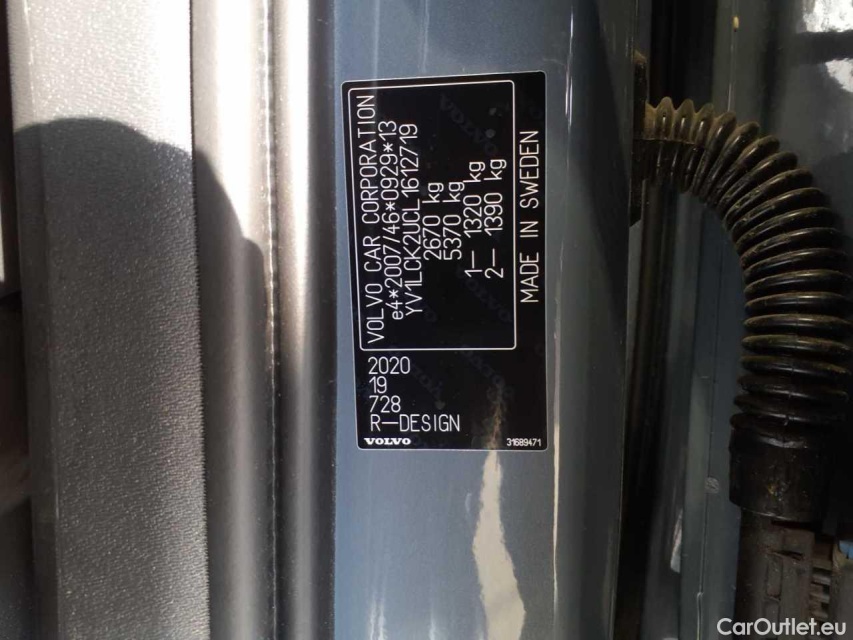 VOLVO CAR CORPORATION
e4*2007/46*0929*13
YV1LCK2UCL1612719
2670 kg
5370 kg
1– 1320 kg
2– 1390 kg
MADE IN SWEDEN
2020
19
728
R–DESIGN
VOLVO
31689471
CarOutlet.eu